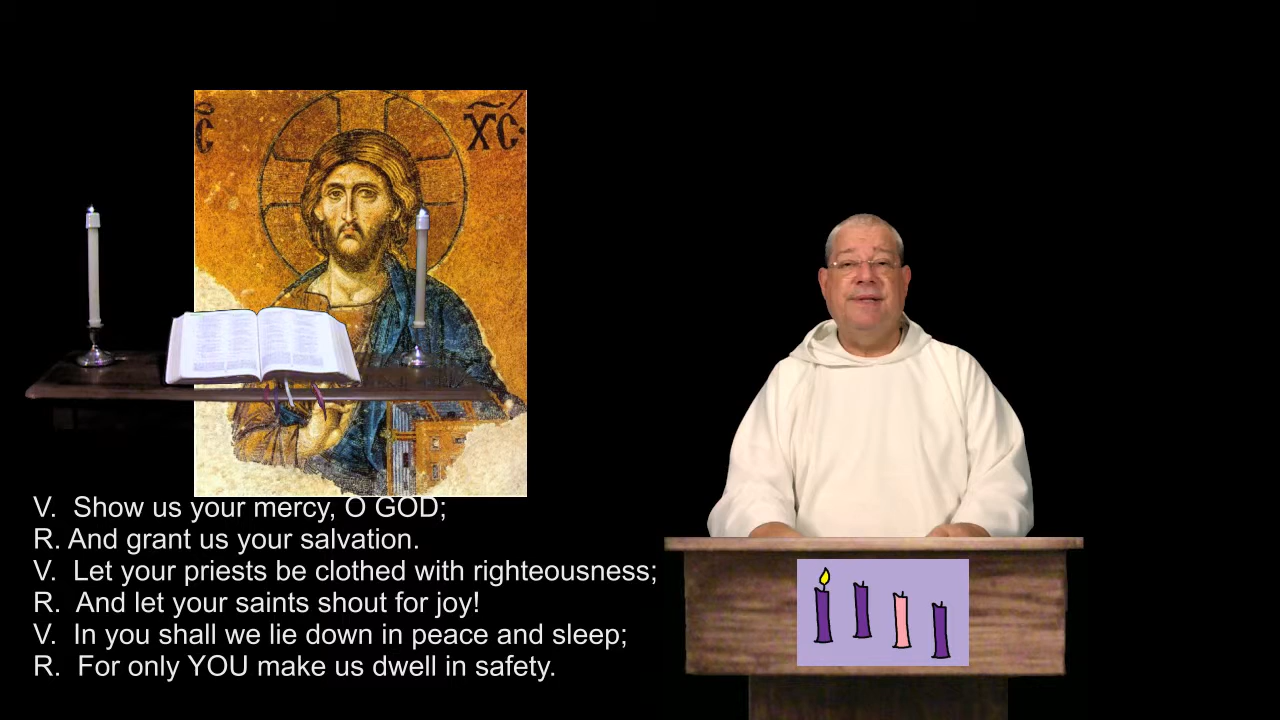 C̅
X̅C
V. Show us your mercy, O GOD;
R. And grant us your salvation.
V. Let your priests be clothed with righteousness;
R. And let your saints shout for joy!
V. In you shall we lie down in peace and sleep;
R. For only YOU make us dwell in safety.